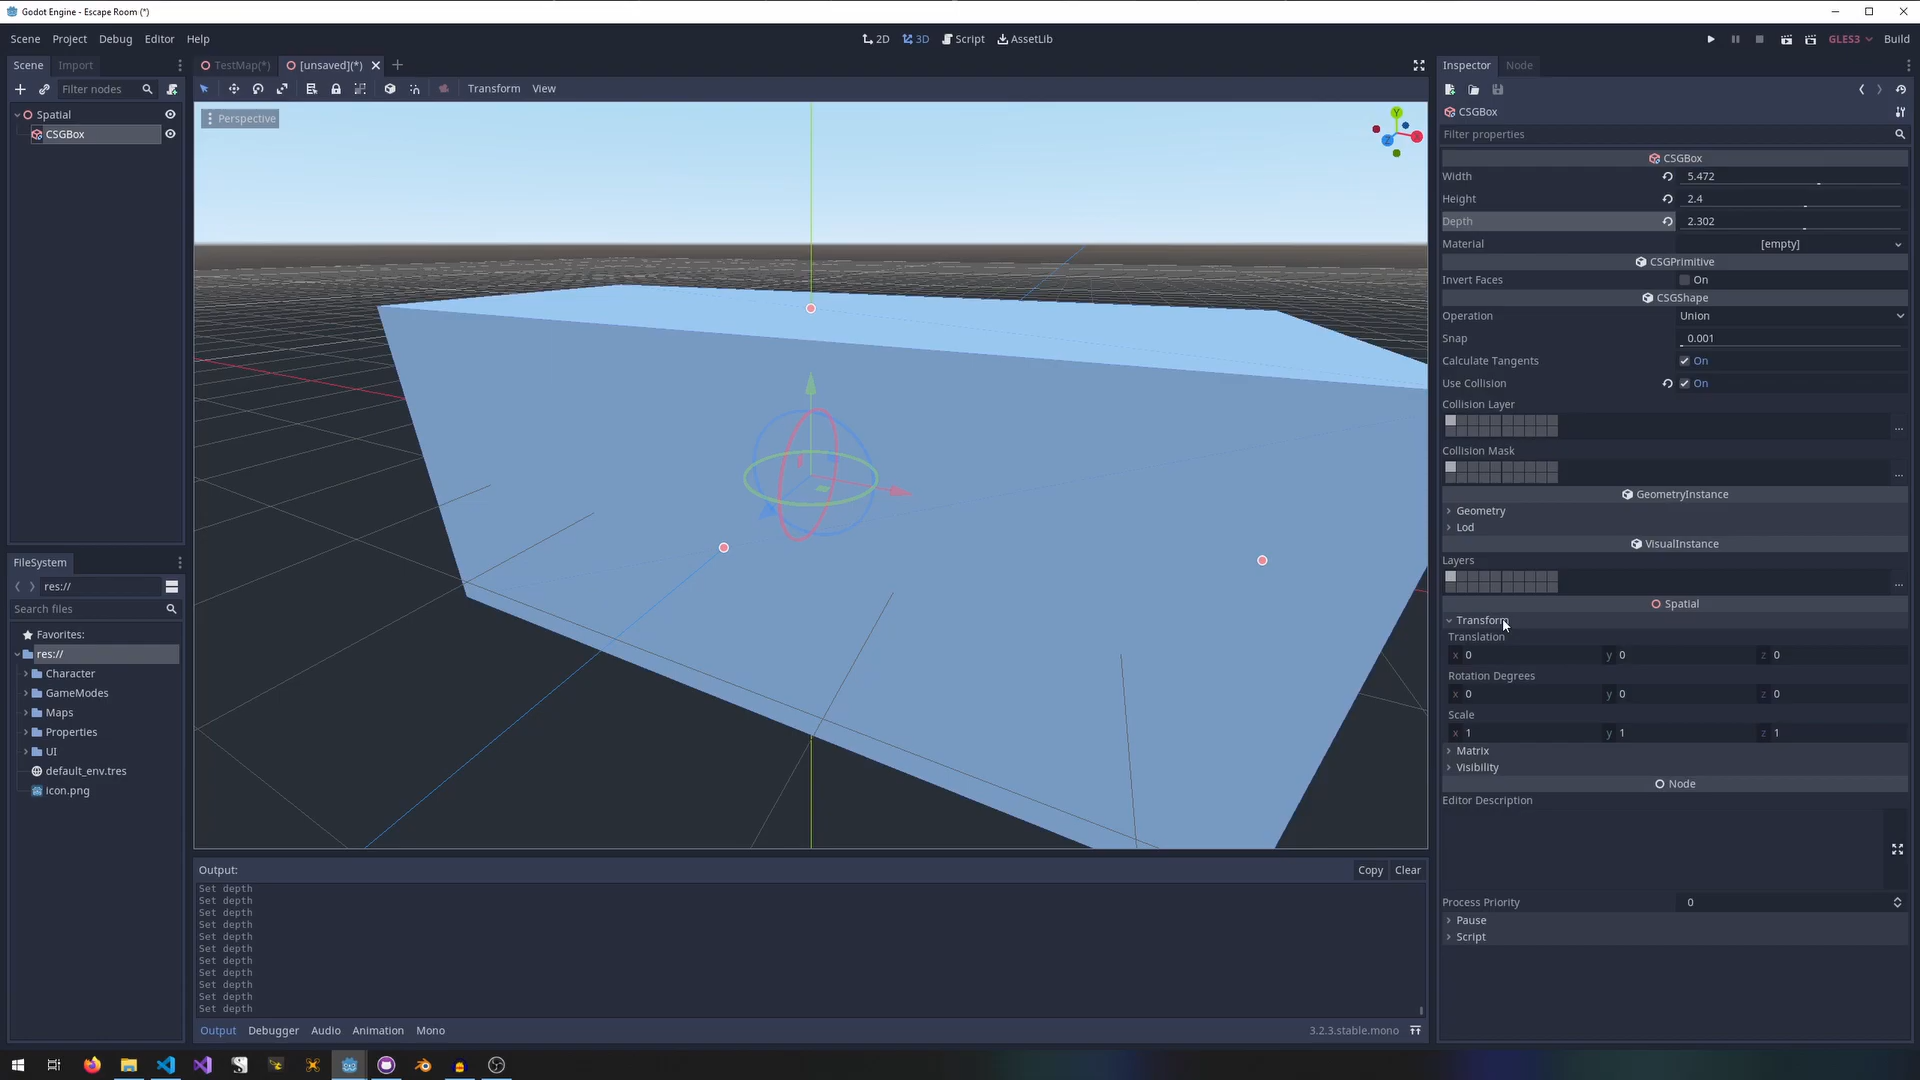 Godot Engine - Escape Room (*)
Scene Project Debug Editor Help
2D 3D Script AssetLib
GLES3 Build
Scene Import
TestMap(*) [unsaved](*)
Inspector Node
Filter nodes
Transform View
Spatial
CSGBox
Perspective
Y
X
Z
CSGBox
Filter properties
CSGBox
Width 5.472
Height 2.4
Depth 2.302
Material [empty]
CSGPrimitive
Invert Faces On
CSGShape
Operation Union
Snap 0.001
Calculate Tangents On
Use Collision On
Collision Layer
...
Collision Mask
...
GeometryInstance
Geometry
Lod
VisualInstance
Layers
...
Spatial
Transform
Translation
x 0 y 0 z 0
Rotation Degrees
x 0 y 0 z 0
Scale
x 1 y 1 z 1
Matrix
Visibility
Node
Editor Description
Process Priority 0
Pause
Script
FileSystem
res://
Search files
Favorites:
res://
Character
GameModes
Maps
Properties
UI
default_env.tres
icon.png
Output: Copy Clear
Set depth
Set depth
Set depth
Set depth
Set depth
Set depth
Set depth
Set depth
Set depth
Set depth
Set depth
Output Debugger Audio Animation Mono 3.2.3.stable.mono